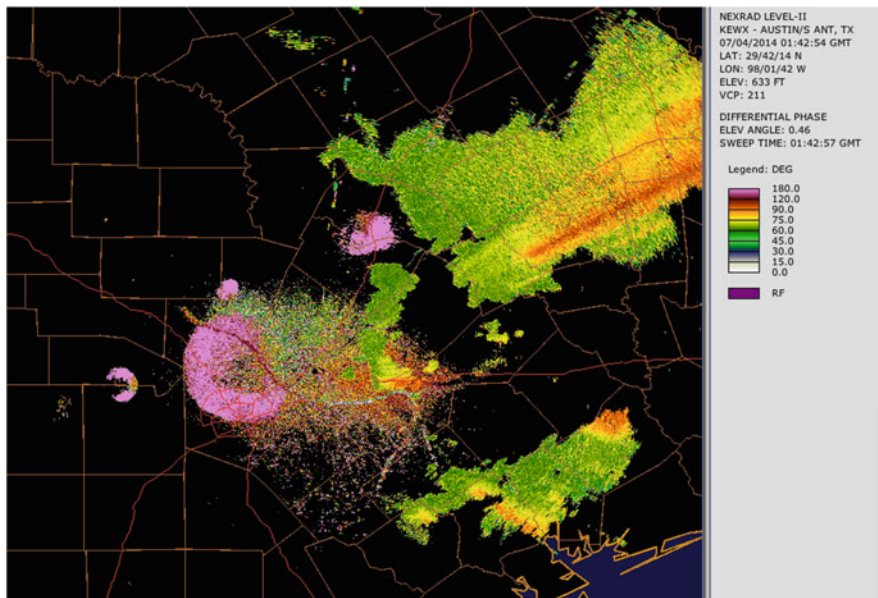 NEXRAD LEVEL-II
KEWX - AUSTIN/S ANT, TX
07/04/2014 01:42:54 GMT
LAT: 29/42/14 N
LON: 98/01/42 W
ELEV: 633 FT
VCP: 211
DIFFERENTIAL PHASE
ELEV ANGLE: 0.46
SWEEP TIME: 01:42:57 GMT
Legend: DEG
180.0
120.0
90.0
75.0
60.0
45.0
30.0
15.0
0.0
RF